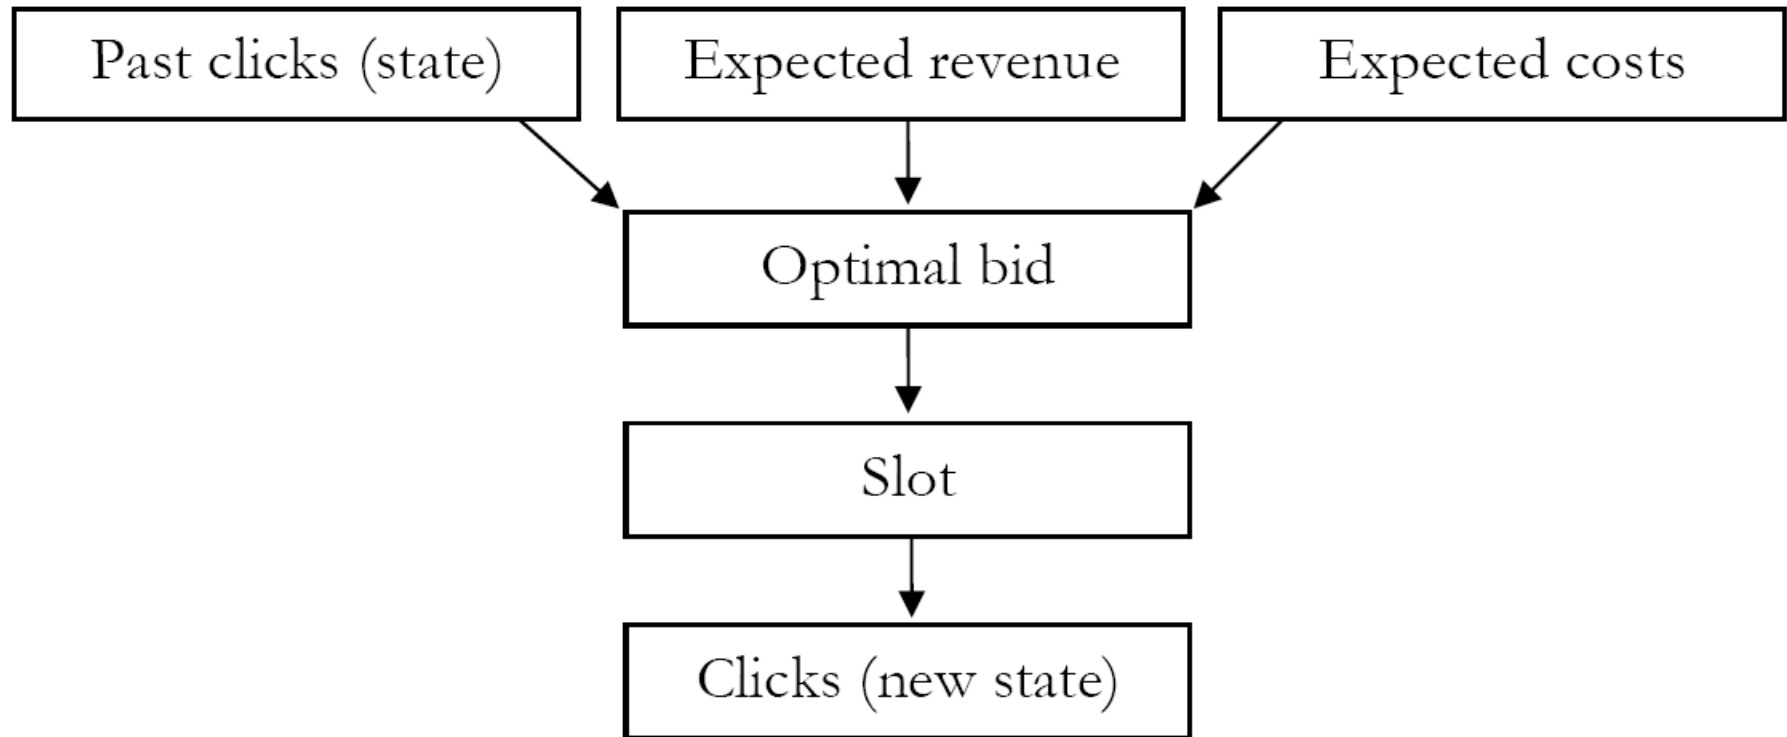 Past clicks (state)
Expected revenue
Expected costs
Optimal bid
Slot
Clicks (new state)